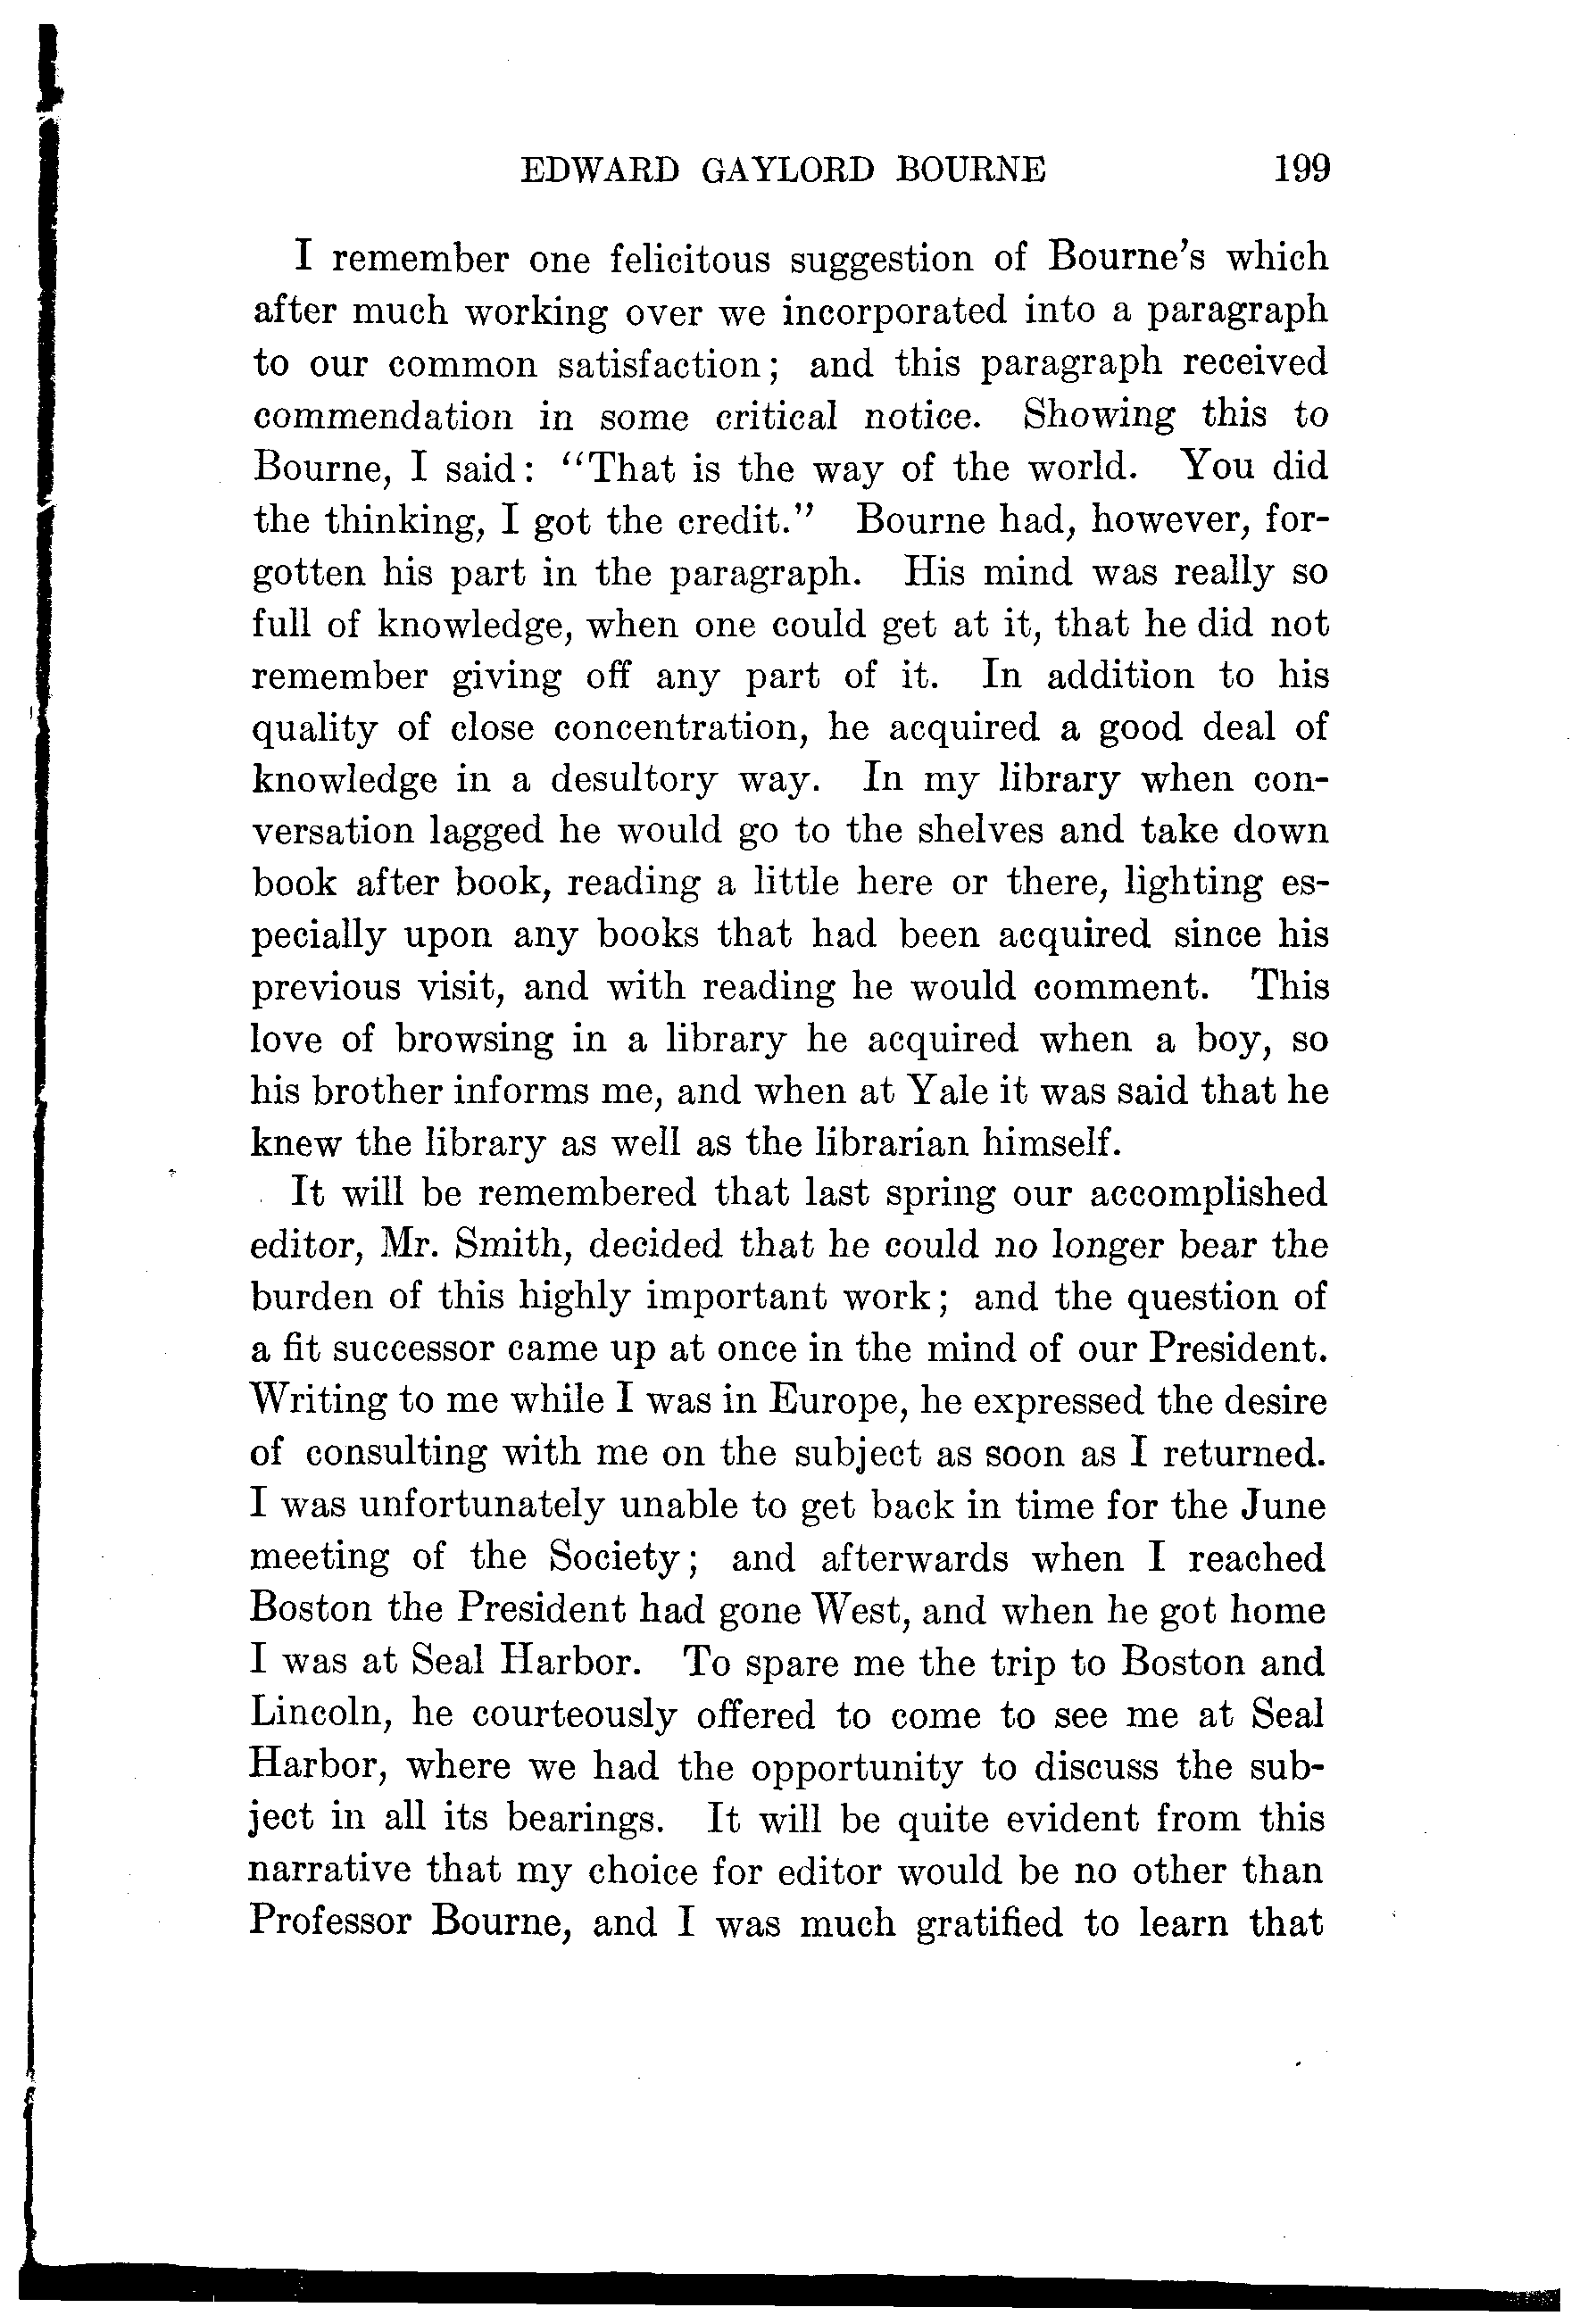 EDWARD GAYLORD BOURNE 199
I remember one felicitous suggestion of Bourne's which
after much working over we incorporated into a paragraph
to our common satisfaction; and this paragraph received
commendation in some critical notice. Showing this to
Bourne, I said: "That is the way of the world. You did
the thinking, I got the credit." Bourne had, however, for-
gotten his part in the paragraph. His mind was really so
full of knowledge, when one could get at it, that he did not
remember giving off any part of it. In addition to his
quality of close concentration, he acquired a good deal of
knowledge in a desultory way. In my library when con-
versation lagged he would go to the shelves and take down
book after book, reading a little here or there, lighting es-
pecially upon any books that had been acquired since his
previous visit, and with reading he would comment. This
love of browsing in a library he acquired when a boy, so
his brother informs me, and when at Yale it was said that he
knew the library as well as the librarian himself.
It will be remembered that last spring our accomplished
editor, Mr. Smith, decided that he could no longer bear the
burden of this highly important work; and the question of
a fit successor came up at once in the mind of our President.
Writing to me while I was in Europe, he expressed the desire
of consulting with me on the subject as soon as I returned.
I was unfortunately unable to get back in time for the June
meeting of the Society; and afterwards when I reached
Boston the President had gone West, and when he got home
I was at Seal Harbor. To spare me the trip to Boston and
Lincoln, he courteously offered to come to see me at Seal
Harbor, where we had the opportunity to discuss the sub-
ject in all its bearings. It will be quite evident from this
narrative that my choice for editor would be no other than
Professor Bourne, and I was much gratified to learn that